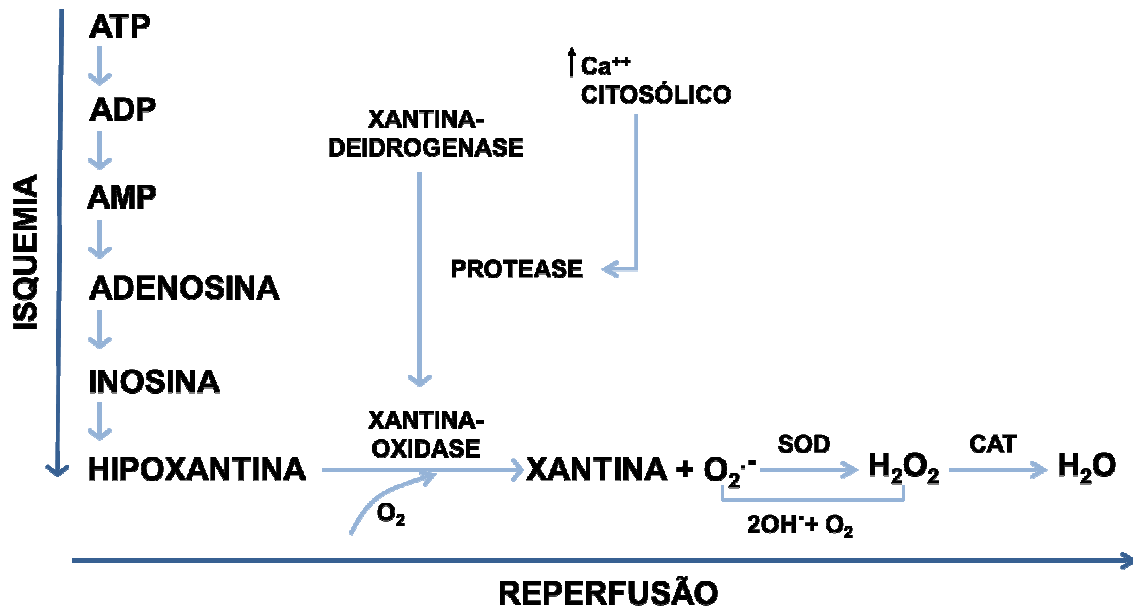 ISQUEMIA
ATP
ADP
AMP
ADENOSINA
INOSINA
HIPOXANTINA
XANTINA-
DEIDROGENASE
↑Ca⁺⁺
CITOSÓLICO
PROTEASE
XANTINA-
OXIDASE
O₂
XANTINA + O₂·⁻
SOD
H₂O₂
CAT
H₂O
2OH⁻+ O₂
REPERFUSÃO